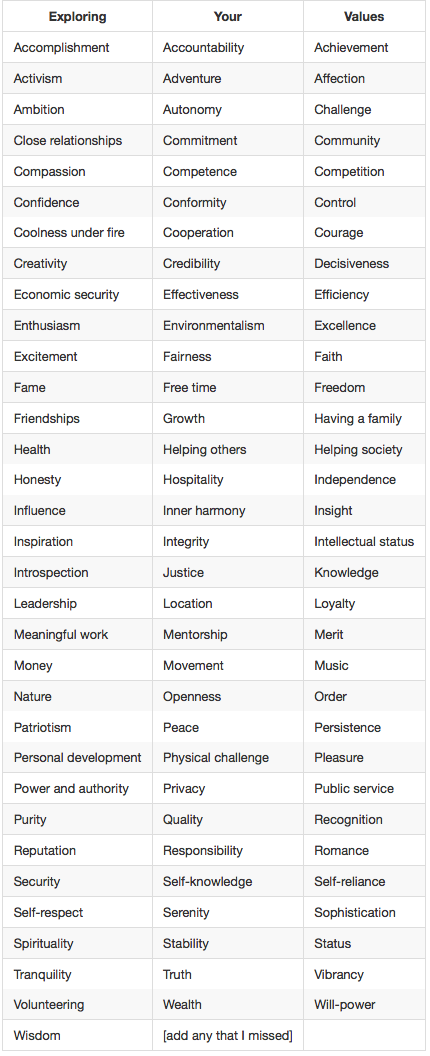 Exploring Your Values
Accomplishment Accountability Achievement
Activism Adventure Affection
Ambition Autonomy Challenge
Close relationships Commitment Community
Compassion Competence Competition
Confidence Conformity Control
Coolness under fire Cooperation Courage
Creativity Credibility Decisiveness
Economic security Effectiveness Efficiency
Enthusiasm Environmentalism Excellence
Excitement Fairness Faith
Fame Free time Freedom
Friendships Growth Having a family
Health Helping others Helping society
Honesty Hospitality Independence
Influence Inner harmony Insight
Inspiration Integrity Intellectual status
Introspection Justice Knowledge
Leadership Location Loyalty
Meaningful work Mentorship Merit
Money Movement Music
Nature Openness Order
Patriotism Peace Persistence
Personal development Physical challenge Pleasure
Power and authority Privacy Public service
Purity Quality Recognition
Reputation Responsibility Romance
Security Self-knowledge Self-reliance
Self-respect Serenity Sophistication
Spirituality Stability Status
Tranquility Truth Vibrancy
Volunteering Wealth Will-power
Wisdom [add any that I missed]